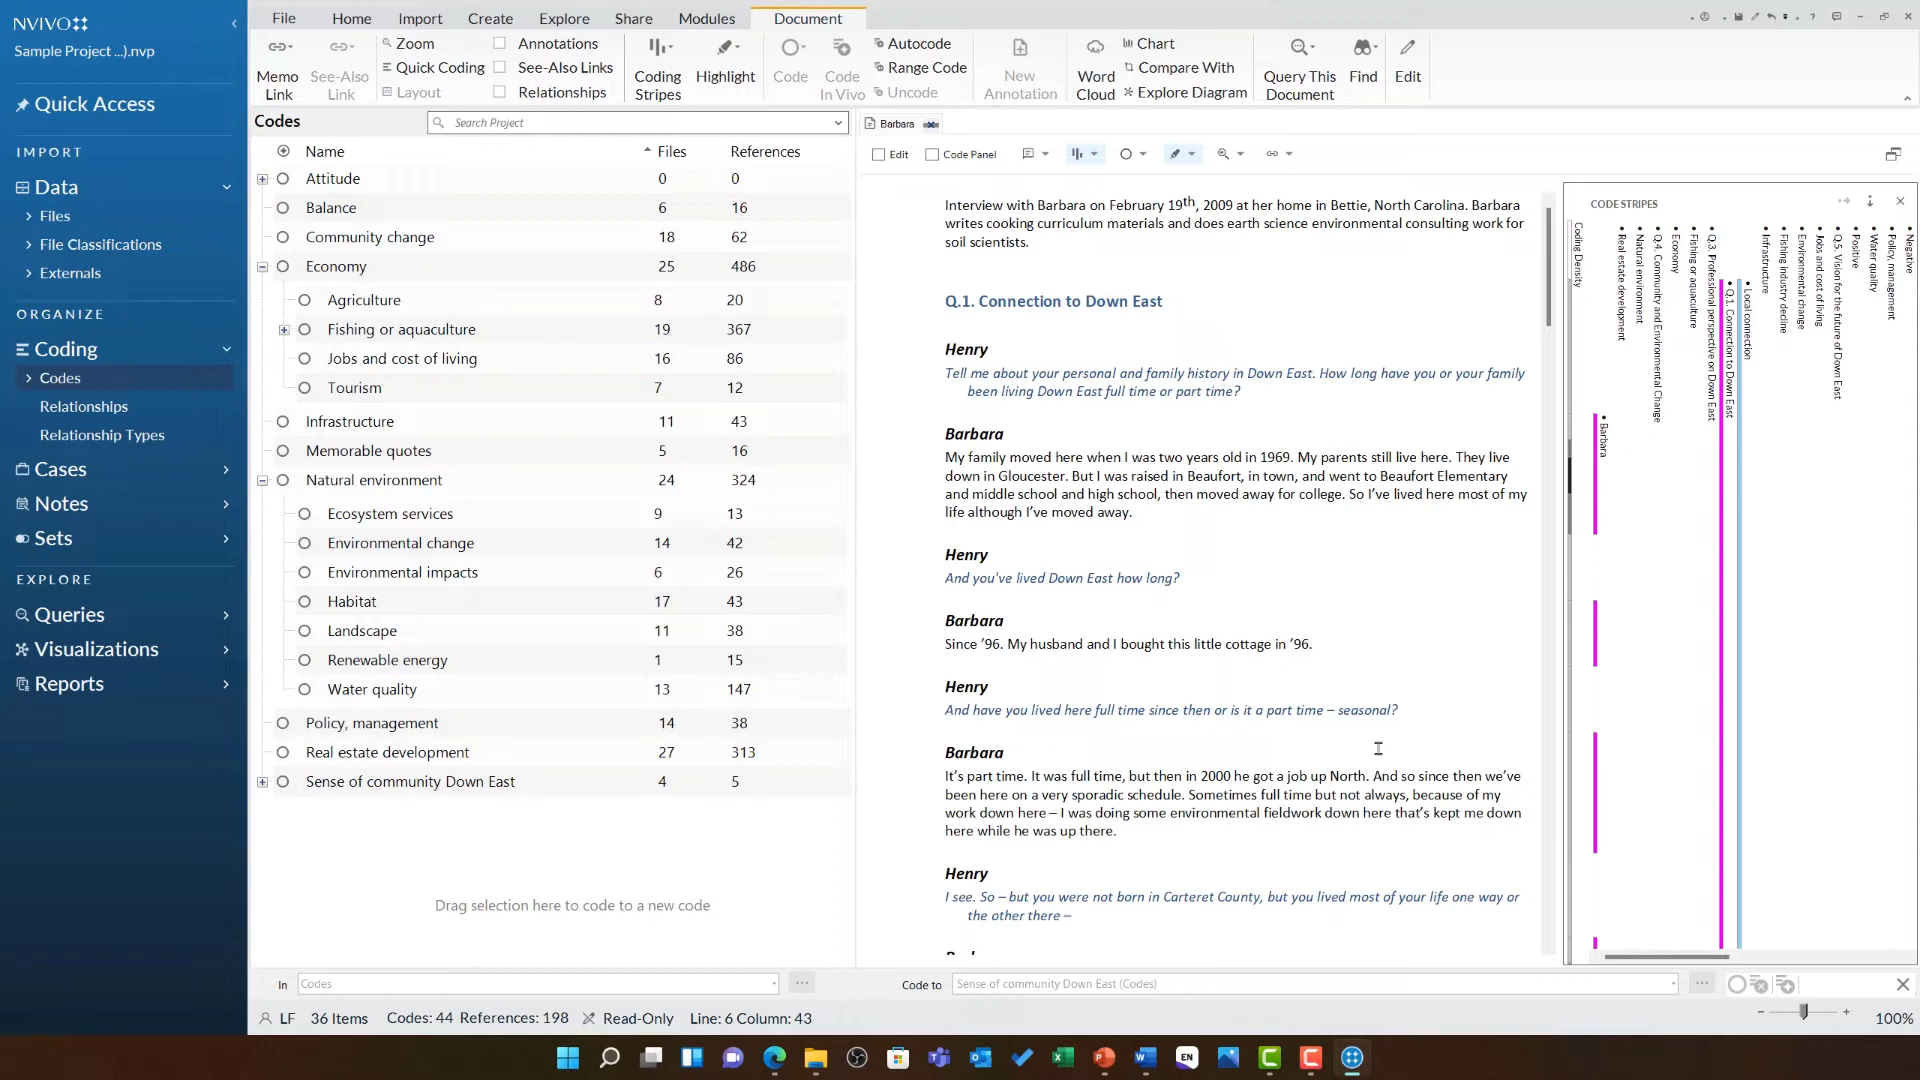 NVIVO
Sample Project ...).nvp
Quick Access
IMPORT
Data
Files
File Classifications
Externals
ORGANIZE
Coding
Codes
Relationships
Relationship Types
Cases
Notes
Sets
EXPLORE
Queries
Visualizations
Reports
File Home Import Create Explore Share Modules Document
Memo Link
See-Also Link
Zoom
Quick Coding
Layout
Annotations
See-Also Links
Relationships
Coding Stripes
Highlight
Code
Code In Vivo
Autocode
Range Code
Uncode
New Annotation
Word Cloud
Chart
Compare With
Explore Diagram
Query This Document
Find
Edit
Codes
Search Project
Name Files References
Attitude 0 0
Balance 6 16
Community change 18 62
Economy 25 486
Agriculture 8 20
Fishing or aquaculture 19 367
Jobs and cost of living 16 86
Tourism 7 12
Infrastructure 11 43
Memorable quotes 5 16
Natural environment 24 324
Ecosystem services 9 13
Environmental change 14 42
Environmental impacts 6 26
Habitat 17 43
Landscape 11 38
Renewable energy 1 15
Water quality 13 147
Policy, management 14 38
Real estate development 27 313
Sense of community Down East 4 5
Drag selection here to code to a new code
Barbara
Edit Code Panel
Interview with Barbara on February 19th, 2009 at her home in Bettie, North Carolina. Barbara
writes cooking curriculum materials and does earth science environmental consulting work for
soil scientists.
Q.1. Connection to Down East
Henry
Tell me about your personal and family history in Down East. How long have you or your family
been living Down East full time or part time?
Barbara
My family moved here when I was two years old in 1969. My parents still live here. They live
down in Gloucester. But I was raised in Beaufort, in town, and went to Beaufort Elementary
and middle school and high school, then moved away for college. So I’ve lived here most of my
life although I’ve moved away.
Henry
And you've lived Down East how long?
Barbara
Since ’96. My husband and I bought this little cottage in ’96.
Henry
And have you lived here full time since then or is it a part time – seasonal?
Barbara
It’s part time. It was full time, but then in 2000 he got a job up North. And so since then we’ve
been here on a very sporadic schedule. Sometimes full time but not always, because of my
work down here – I was doing some environmental fieldwork down here that’s kept me down
here while he was up there.
Henry
I see. So – but you were not born in Carteret County, but you lived most of your life one way or
the other there –
CODE STRIPES
Coding Density
Barbara
Real estate development
Natural environment
Q.4. Community and Environmental Change
Economy
Fishing or aquaculture
Q.3. Professional perspective on Down East
Q.1. Connection to Down East
Local connection
Infrastructure
Fishing industry decline
Environmental change
Jobs and cost of living
Q.5. Vision for the future of Down East
Positive
Water quality
Policy, management
Negative
In Codes
Code to Sense of community Down East (Codes)
LF 36 Items Codes: 44 References: 198 Read-Only Line: 6 Column: 43
100%
EN